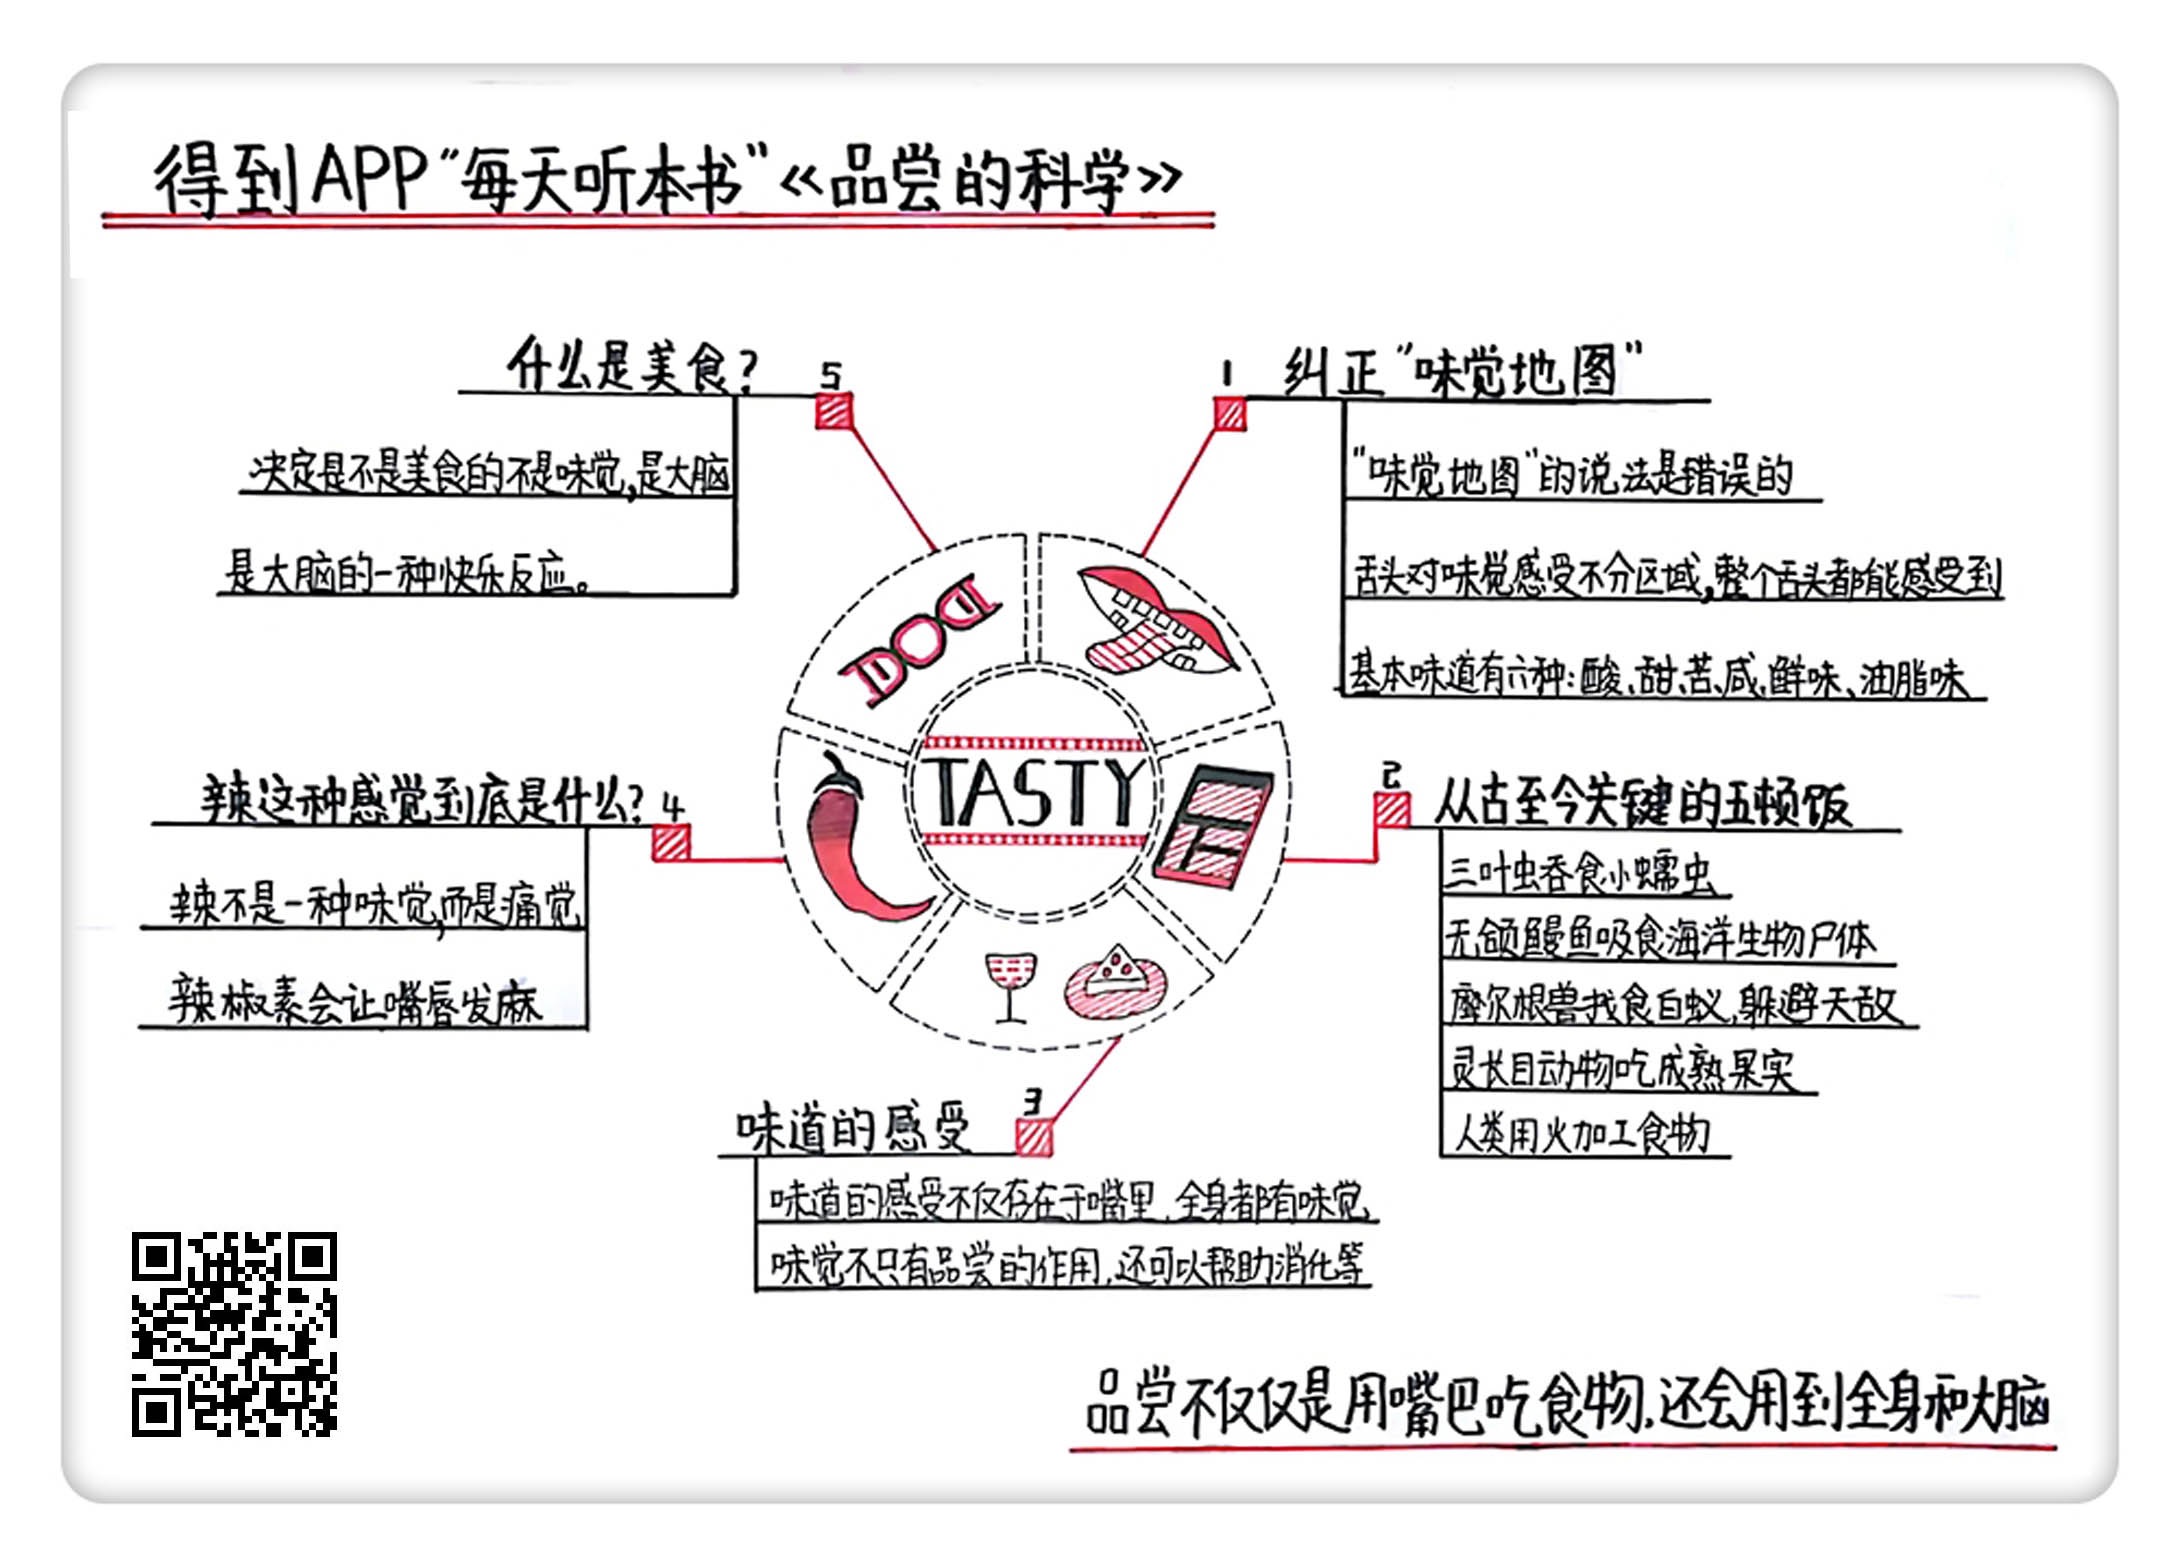 得到APP“每天听本书”《品尝的科学》
1 纠正“味觉地图”
“味觉地图”的说法是错误的
舌头对味觉感受不分区域,整个舌头都能感受到
基本味道有六种:酸、甜、苦、咸、鲜味、油脂味
2 从古至今关键的五顿饭
三叶虫吞食小蠕虫
无颌鳗鱼吸食海洋生物尸体
摩尔根兽找食白蚁,躲避天敌
灵长目动物吃成熟果实
人类用火加工食物
味道的感受 3
味道的感受不仅存在于嘴里,全身都有味觉
味觉不只有品尝的作用,还可以帮助消化等
辣这种感觉到底是什么? 4
辣不是一种味觉,而是痛觉
辣椒素会让嘴唇发麻
什么是美食? 5
决定是不是美食的不是味觉,是大脑
是大脑的一种快乐反应。
TASTY
品尝不仅仅是用嘴巴吃食物,还会用到全身和大脑